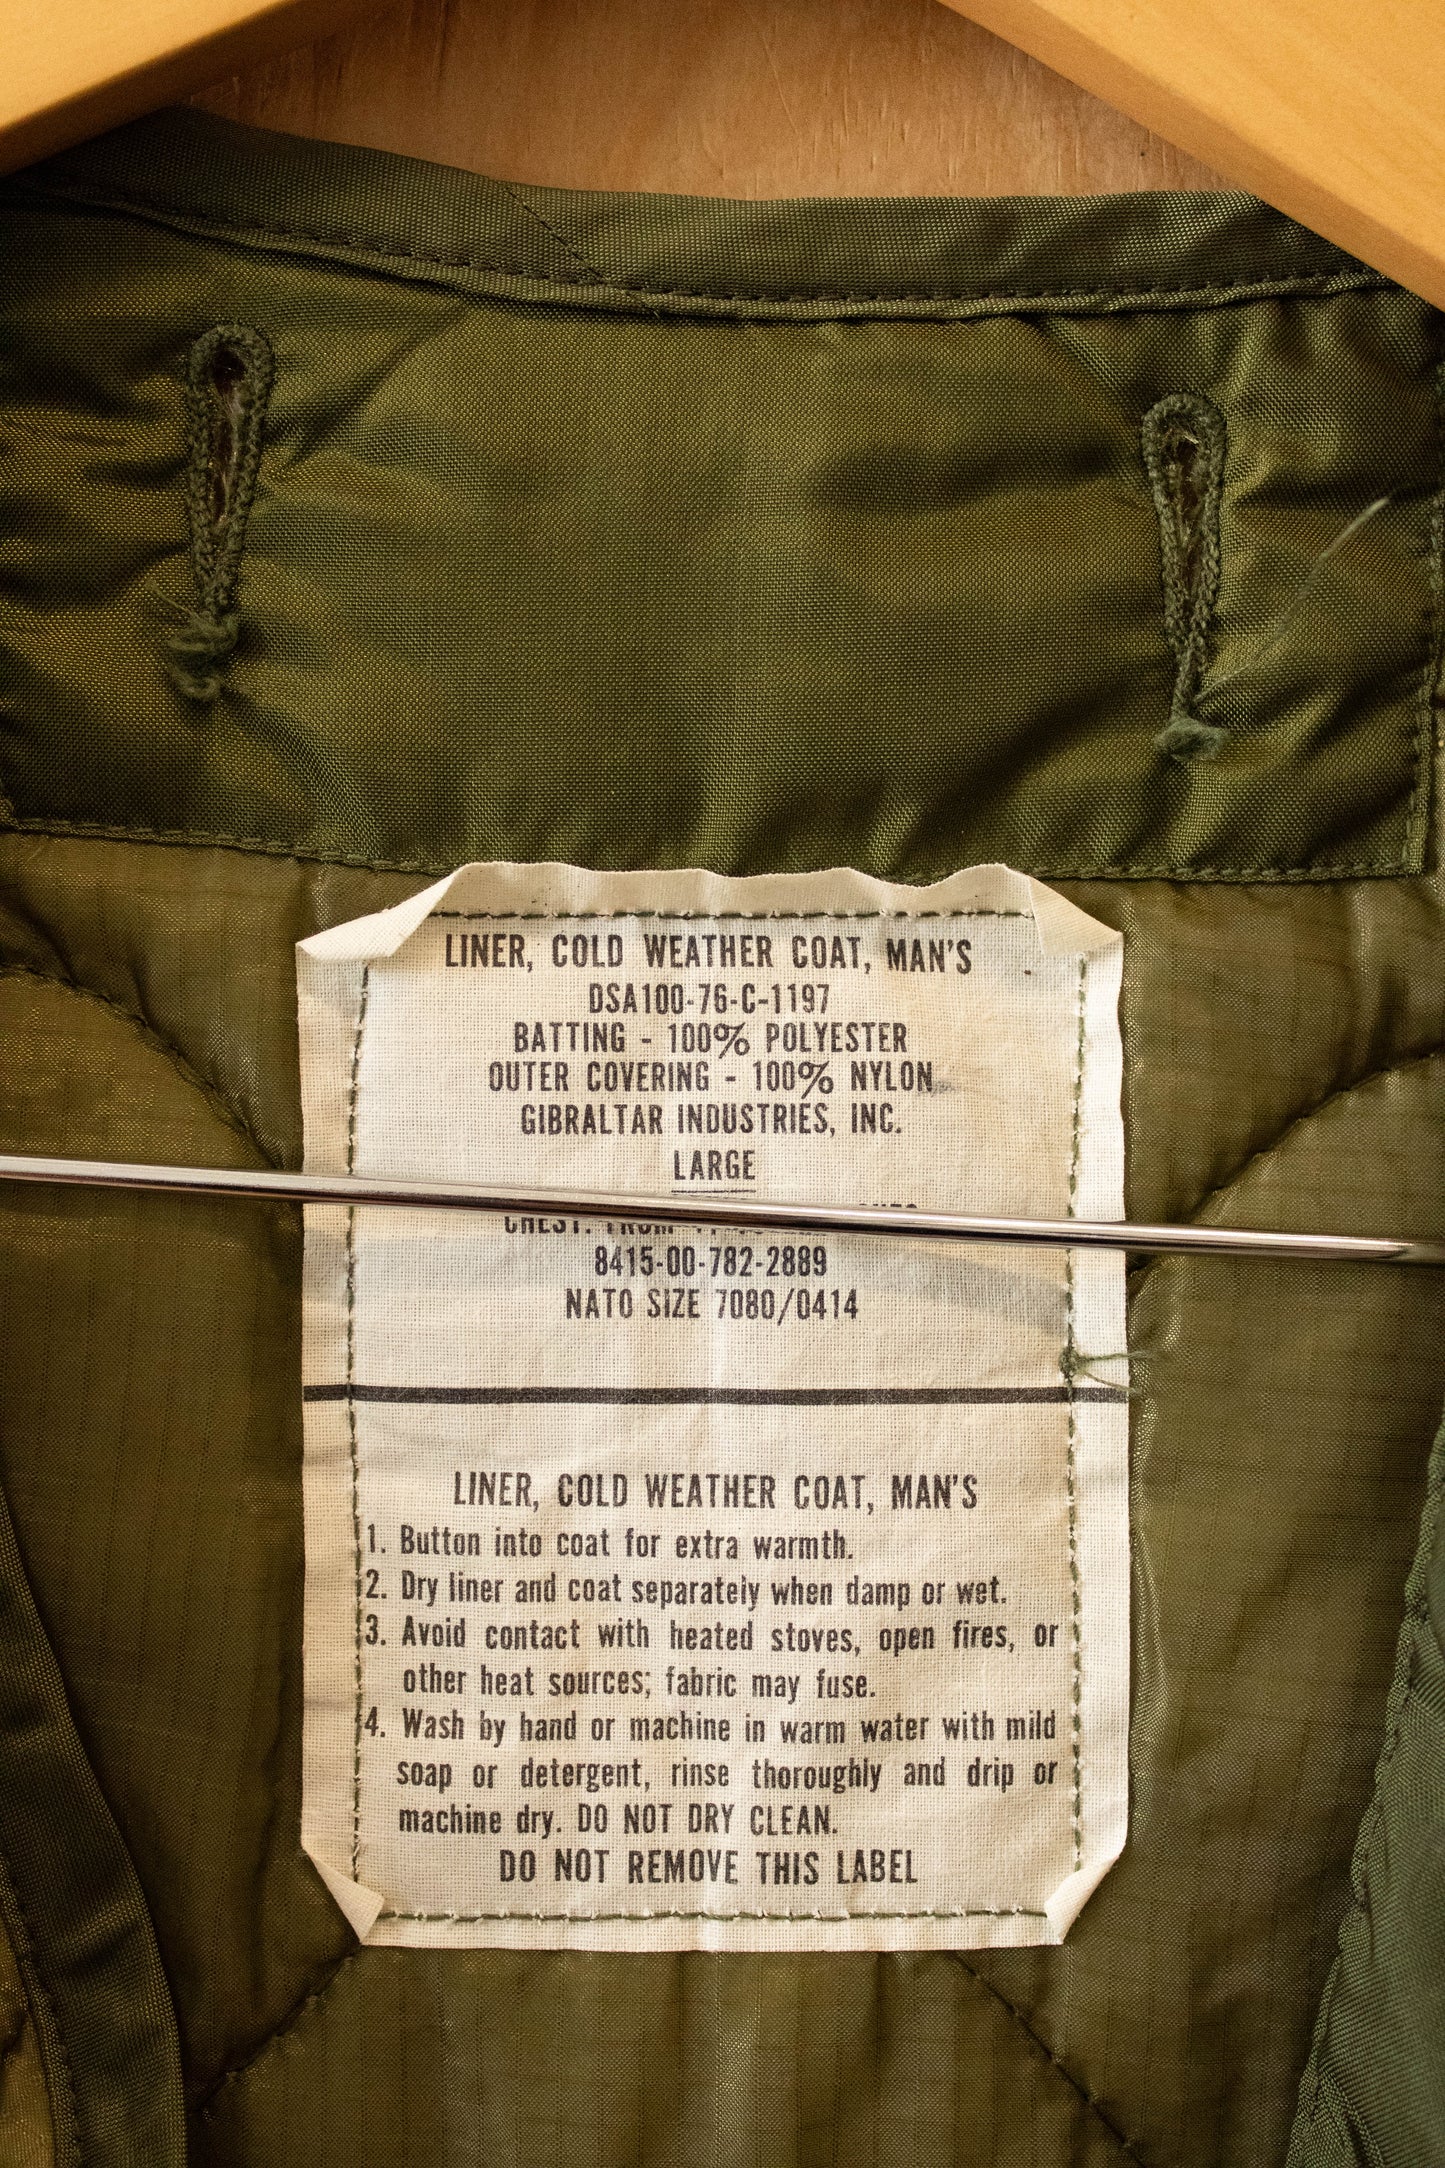 LINER, COLD WEATHER COAT, MAN'S
DSA100-76-C-1197
BATTING - 100% POLYESTER
OUTER COVERING - 100% NYLON
GIBRALTAR INDUSTRIES, INC.
LARGE
CHEST: FROM
8415-00-782-2889
NATO SIZE 7080/0414
LINER, COLD WEATHER COAT, MAN'S
1. Button into coat for extra warmth.
2. Dry liner and coat separately when damp or wet.
3. Avoid contact with heated stoves, open fires, or
other heat sources; fabric may fuse.
4. Wash by hand or machine in warm water with mild
soap or detergent, rinse thoroughly and drip or
machine dry. DO NOT DRY CLEAN.
DO NOT REMOVE THIS LABEL